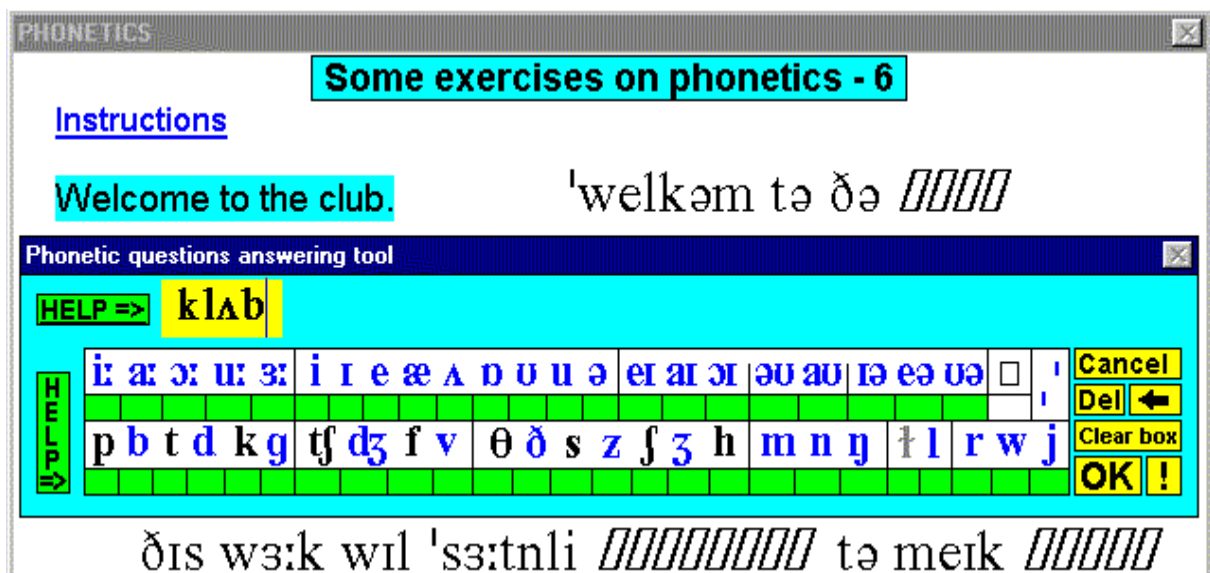 PHONETICS
Some exercises on phonetics - 6
Instructions
Welcome to the club. ˈwelkəm tə ðə
Phonetic questions answering tool
HELP => klʌb
HELP =>
iː aː ɔː uː ɜː i ɪ e æ ʌ ɒ ʊ u ə eɪ aɪ ɔɪ əʊ aʊ ɪə eə ʊə □ ˈ ˌ
Cancel
Del ←
p b t d k g tʃ dʒ f v θ ð s z ʃ ʒ h m n ŋ ɫ l r w j
Clear box
OK !
ðɪs wɜːk wɪl ˈsɜːtnli tə meɪk